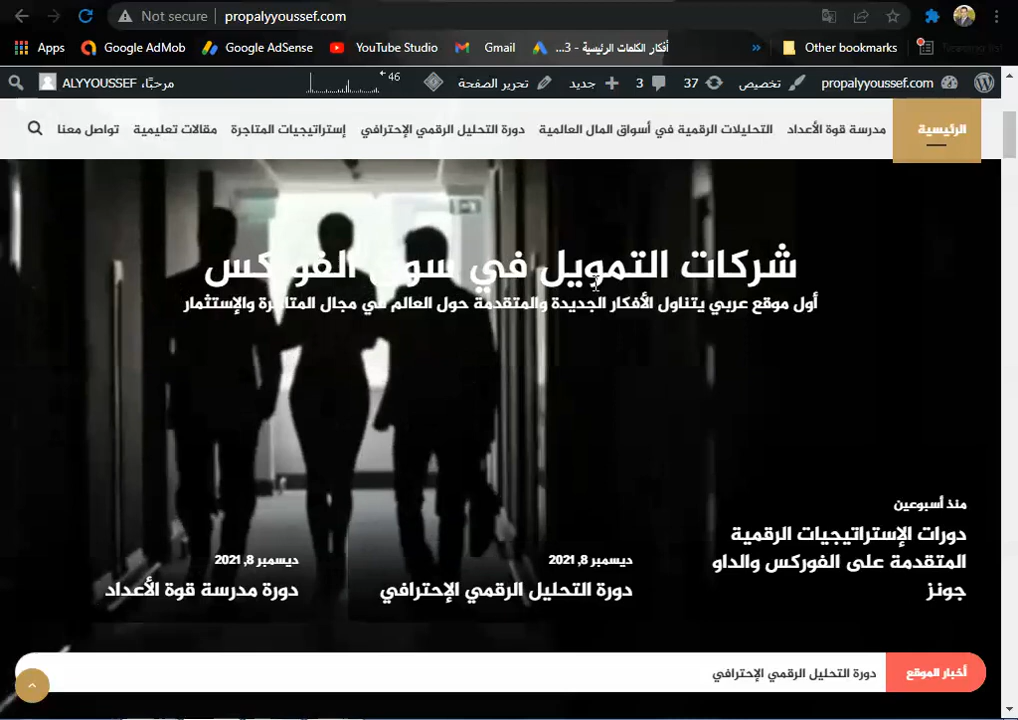 Not secure propalyyoussef.com
Apps Google AdMob Google AdSense YouTube Studio Gmail أفكار الكلمات الرئيسية - 3... » Other bookmarks
propalyyoussef.com تخصيص 37 3 جديد تحرير الصفحة 46 مرحبًا، ALYYOUSSEF
الرئيسية مدرسة قوة الأعداد التحليلات الرقمية في أسواق المال العالمية دورة التحليل الرقمي الإحترافي إستراتيجيات المتاجرة مقالات تعليمية تواصل معنا
شركات التمويل في سوق الفوركس
أول موقع عربي يتناول الأفكار الجديدة والمتقدمة حول العالم في مجال المتاجرة والإستثمار
منذ أسبوعين
دورات الإستراتيجيات الرقمية
المتقدمة على الفوركس والداو
جونز
ديسمبر 8, 2021
دورة التحليل الرقمي الإحترافي
ديسمبر 8, 2021
دورة مدرسة قوة الأعداد
أخبار الموقع دورة التحليل الرقمي الإحترافي